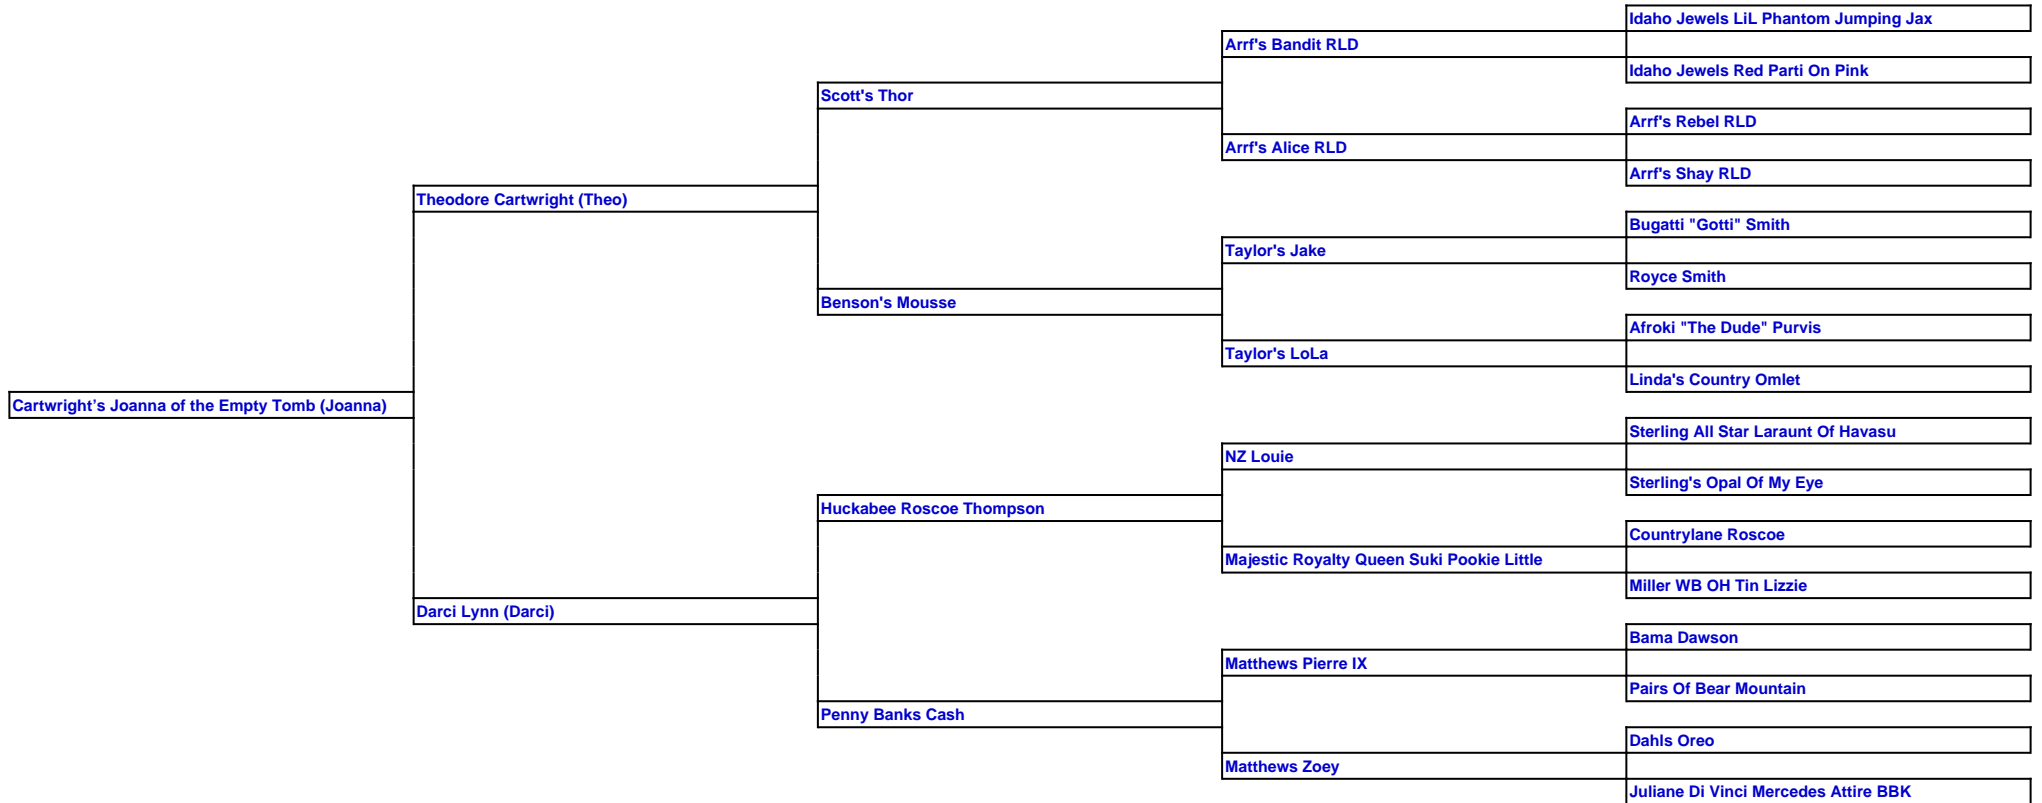 Idaho Jewels LiL Phantom Jumping Jax
Arrf's Bandit RLD
Idaho Jewels Red Parti On Pink
Scott's Thor
Arrf's Rebel RLD
Arrf's Alice RLD
Arrf's Shay RLD
Theodore Cartwright (Theo)
Bugatti "Gotti" Smith
Taylor's Jake
Royce Smith
Benson's Mousse
Afroki "The Dude" Purvis
Taylor's LoLa
Linda's Country Omlet
Cartwright’s Joanna of the Empty Tomb (Joanna)
Sterling All Star Laraunt Of Havasu
NZ Louie
Sterling's Opal Of My Eye
Huckabee Roscoe Thompson
Countrylane Roscoe
Majestic Royalty Queen Suki Pookie Little
Miller WB OH Tin Lizzie
Darci Lynn (Darci)
Bama Dawson
Matthews Pierre IX
Pairs Of Bear Mountain
Penny Banks Cash
Dahls Oreo
Matthews Zoey
Juliane Di Vinci Mercedes Attire BBK